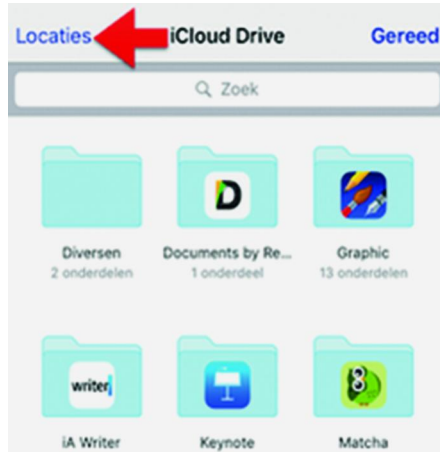 Locaties iCloud Drive Gereed
Zoek
Diversen Documents by Re... Graphic
2 onderdelen 1 onderdeel 13 onderdelen
D
writer
iA Writer Keynote Matcha